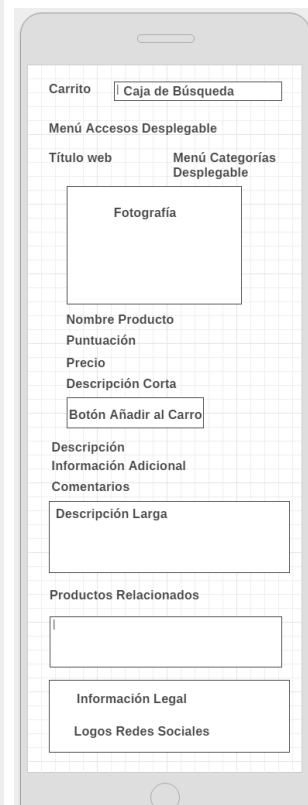 Carrito
Caja de Búsqueda
Menú Accesos Desplegable
Título web
Menú Categorías
Desplegable
Fotografía
Nombre Producto
Puntuación
Precio
Descripción Corta
Botón Añadir al Carro
Descripción
Información Adicional
Comentarios
Descripción Larga
Productos Relacionados
Información Legal
Logos Redes Sociales